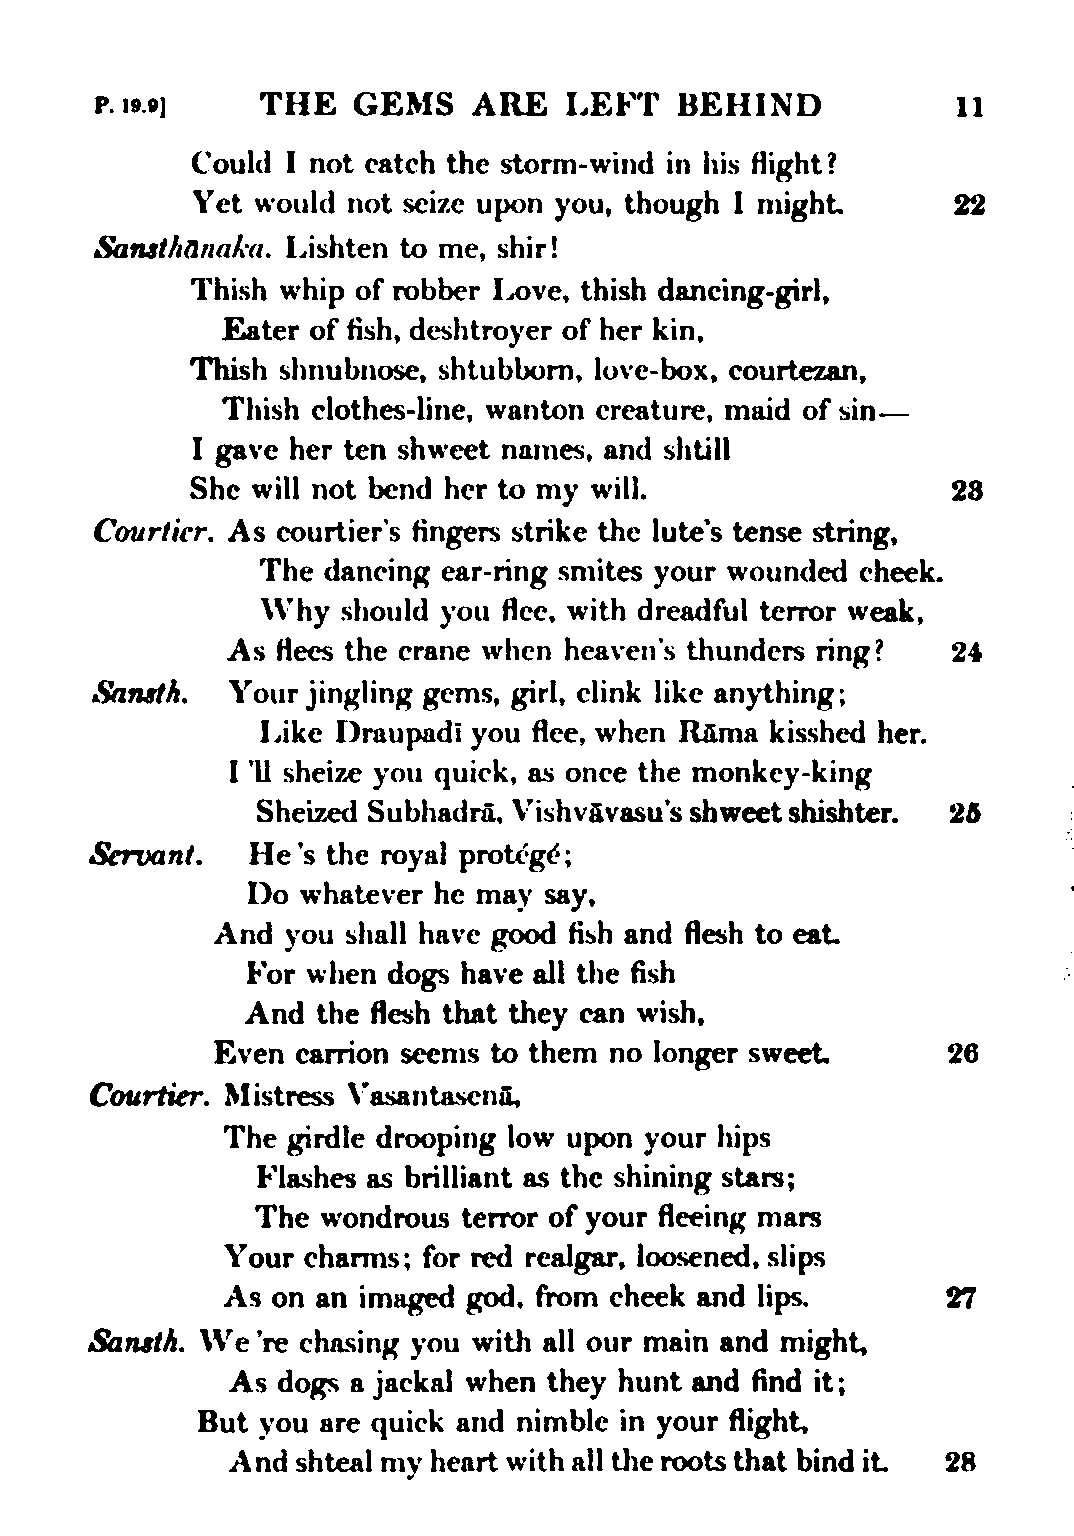 P. 19.9] THE GEMS ARE LEFT BEHIND 11
Could I not catch the storm-wind in his flight?
Yet would not seize upon you, though I might. 22
Sansthānaka. Lishten to me, shir!
Thish whip of robber Love, thish dancing-girl,
Eater of fish, deshtroyer of her kin,
Thish shnubnose, shtubborn, love-box, courtezan,
Thish clothes-line, wanton creature, maid of sin—
I gave her ten shweet names, and shtill
She will not bend her to my will. 23
Courtier. As courtier's fingers strike the lute's tense string,
The dancing ear-ring smites your wounded cheek.
Why should you flee, with dreadful terror weak,
As flees the crane when heaven's thunders ring? 24
Sansth. Your jingling gems, girl, clink like anything;
Like Draupadī you flee, when Rāma kisshed her.
I 'll sheize you quick, as once the monkey-king
Sheized Subhadrā, Vishvāvasu's shweet shishter. 25
Servant. He 's the royal protégé;
Do whatever he may say,
And you shall have good fish and flesh to eat.
For when dogs have all the fish
And the flesh that they can wish,
Even carrion seems to them no longer sweet. 26
Courtier. Mistress Vasantasenā,
The girdle drooping low upon your hips
Flashes as brilliant as the shining stars;
The wondrous terror of your fleeing mars
Your charms; for red realgar, loosened, slips
As on an imaged god, from cheek and lips. 27
Sansth. We 're chasing you with all our main and might,
As dogs a jackal when they hunt and find it;
But you are quick and nimble in your flight,
And shteal my heart with all the roots that bind it. 28